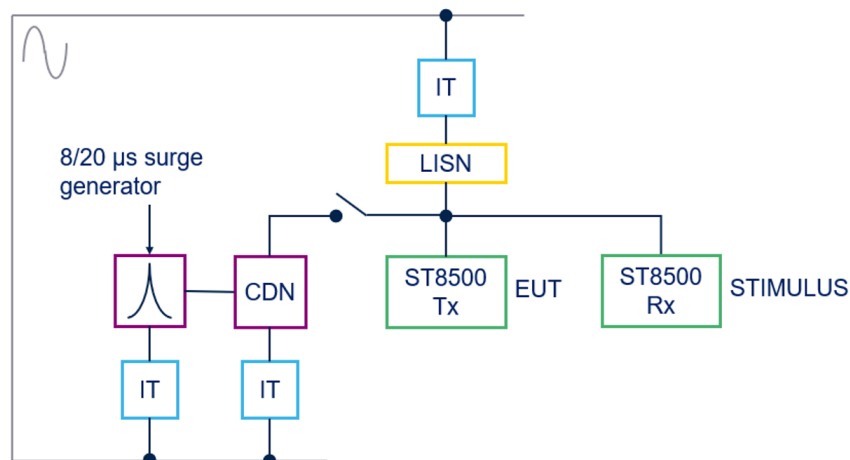 IT
LISN
8/20 µs surge
generator
CDN
ST8500
Tx
EUT
ST8500
Rx
STIMULUS
IT
IT